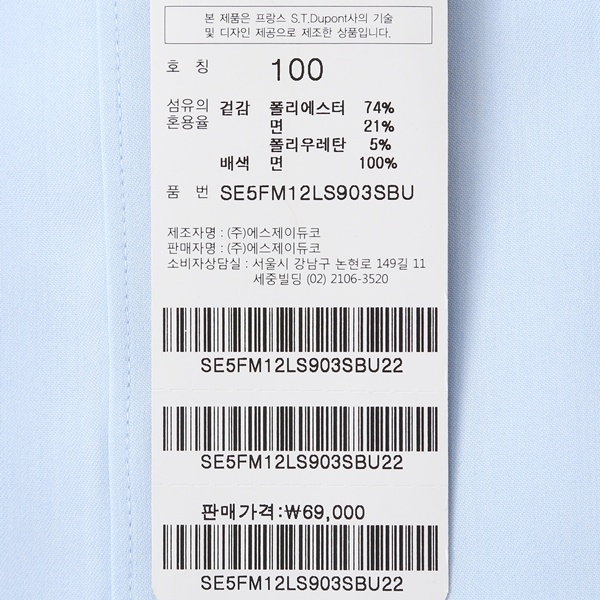 본 제품은 프랑스 S.T.Dupont사의 기술
및 디자인 제공으로 제조한 상품입니다.
호 칭 100
섬유의 겉감 폴리에스터 74%
혼용율 면 21%
폴리우레탄 5%
배색 면 100%
품 번 SE5FM12LS903SBU
제조자명 : (주)에스제이듀코
판매자명 : (주)에스제이듀코
소비자상담실 : 서울시 강남구 논현로 149길 11
세중빌딩 (02) 2106-3520
SE5FM12LS903SBU22
SE5FM12LS903SBU22
판매가격:₩69,000
SE5FM12LS903SBU22